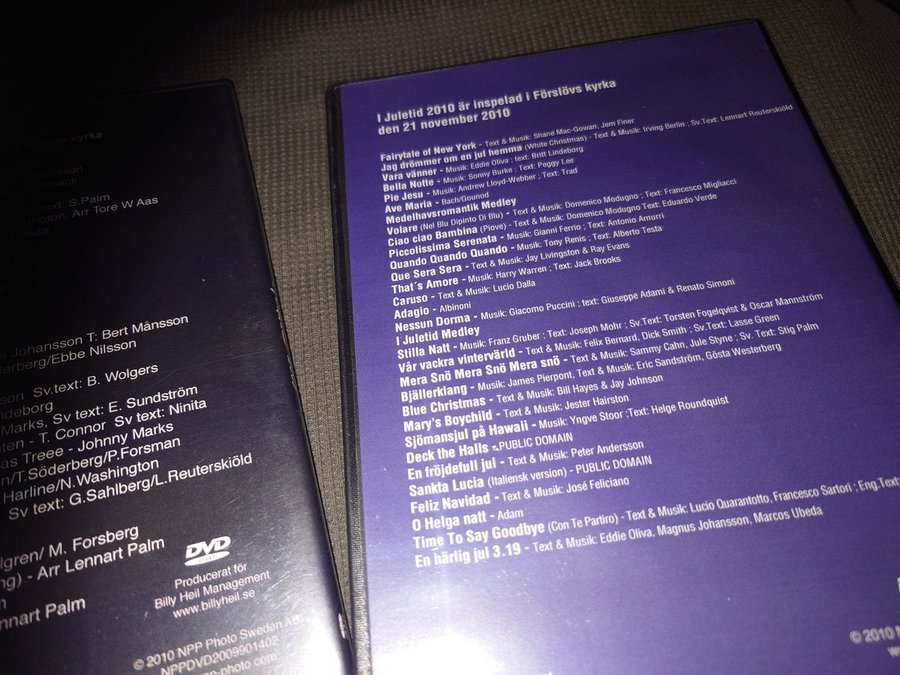 kyrka
S. Palm
Arr Tore W Aas
Johansson T: Bert Månsson
/Ebbe Nilsson
Sv.text: B. Wolgers
Marks, Sv text: E. Sundström
- T. Connor Sv text: Ninita
Treee - Johnny Marks
/T.Söderberg/P.Forsman
Harline/N.Washington
Sv text: G.Sahlberg/L.Reuterskiöld
/ M. Forsberg
- Arr Lennart Palm
Palm
DVD
VIDEO
Producerat för
Billy Heil Management
www.billyheil.se
© 2010 NPP Photo Sweden
NPPDVD2009901402
I Juletid 2010 är inspelad i Förslövs kyrka
den 21 november 2010
Fairytale of New York - Text & Musik: Shane Mac-Gowan, Jem Finer
Jag drömmer om en jul hemma (White Christmas) - Text & Musik: Irving Berlin ; Sv.Text: Lennart Reuterskiöld
Vara vänner - Musik: Eddie Oliva ; text: Britt Lindeborg
Bella Notte - Musik: Sonny Burke ; Text: Peggy Lee
Pie Jesu - Musik: Andrew Lloyd-Webber ; Text: Trad
Ave Maria - Bach/Gounod
Medelhavsromantik Medley
Volare (Nel Blu Dipinto Di Blu) - Text & Musik: Domenico Modugno ; Text: Francesco Migliacci
Ciao ciao Bambina (Piove) - Text & Musik: Domenico Modugno Text: Eduardo Verde
Piccolissima Serenata - Musik: Gianni Ferrio ; Text: Antonio Amurri
Quando Quando Quando - Musik: Tony Renis ; Text: Alberto Testa
Que Sera Sera - Text & Musik: Jay Livingston & Ray Evans
That´s Amore - Musik: Harry Warren ; Text: Jack Brooks
Caruso - Text & Musik: Lucio Dalla
Adagio - Albinoni
Nessun Dorma - Musik: Giacomo Puccini ; text: Giuseppe Adami & Renato Simoni
I Juletid Medley
Stilla Natt - Musik: Franz Gruber ; Text: Joseph Mohr ; Sv.Text: Torsten Fogelqvist & Oscar Mannström
Vår vackra vintervärld - Text & Musik: Felix Bernard, Dick Smith ; Sv.Text: Lasse Green
Mera Snö Mera Snö Mera snö - Text & Musik: Sammy Cahn, Jule Styne ; Sv. Text: Stig Palm
Bjällerklang - Musik: James Pierpont. Text: Eric Sandström, Gösta Westerberg
Blue Christmas - Text & Musik: Bill Hayes & Jay Johnson
Mary's Boychild - Text & Musik: Jester Hairston
Sjömansjul på Hawaii - Musik: Yngve Stoor ;Text: Helge Roundquist
Deck the Halls - PUBLIC DOMAIN
En fröjdefull jul - Text & Musik: Peter Andersson
Sankta Lucia (Italiensk version) - PUBLIC DOMAIN
Feliz Navidad - Text & Musik: José Feliciano
O Helga natt - Adam
Time To Say Goodbye (Con Te Partiro) - Text & Musik: Lucio Quarantotto, Francesco Sartori ; Eng.Text:
En härlig jul 3.19 - Text & Musik: Eddie Oliva, Magnus Johansson, Marcos Ubeda
© 2010